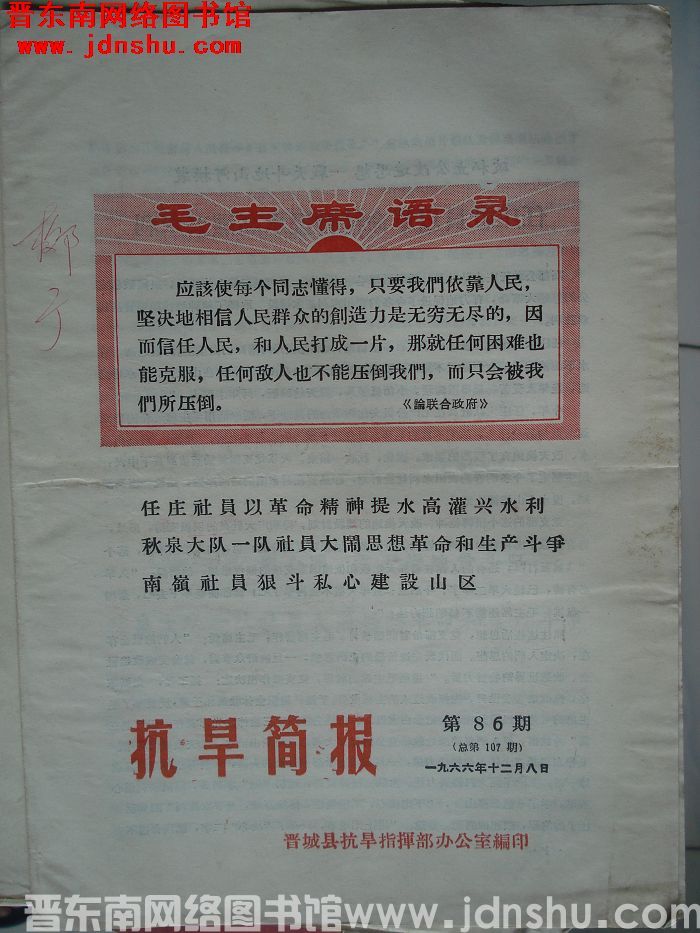 晋东南网络图书馆
www.jdnshu.com
毛主席语录
应該使每个同志懂得，只要我們依靠人民，
坚决地相信人民群众的創造力是无穷无尽的，因
而信任人民，和人民打成一片，那就任何困难也
能克服，任何敌人也不能压倒我們，而只会被我
們所压倒。 《論联合政府》
任庄社員以革命精神提水高灌兴水利
秋泉大队一队社員大鬧思想革命和生产斗爭
南嶺社員狠斗私心建設山区
抗旱简报
第86期
（总第107期）
一九六六年十二月八日
晋城县抗旱指揮部办公室編印
晋东南网络图书馆www.jdnshu.com